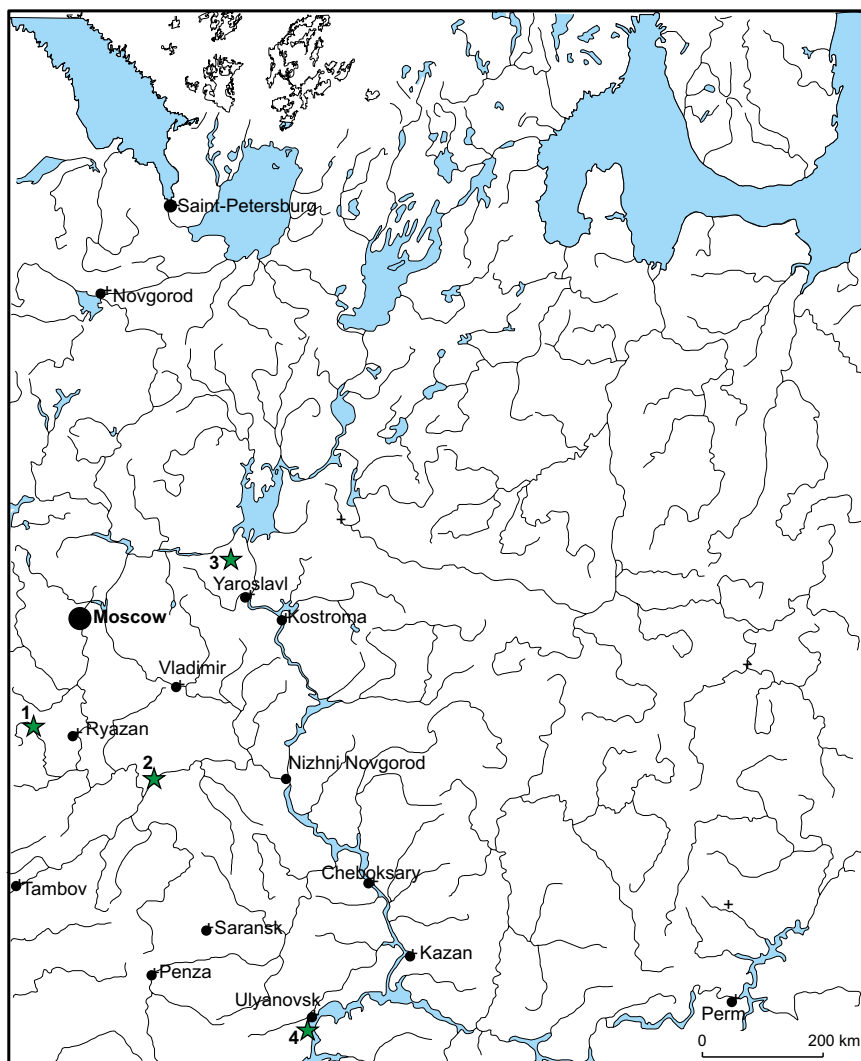 Saint-Petersburg
Novgorod
3
Yaroslavl
Moscow
Kostroma
Vladimir
1
Ryazan
2
Nizhni Novgorod
Cheboksary
Tambov
Saransk
Kazan
Penza
Ulyanovsk
Perm
4
0 200 km